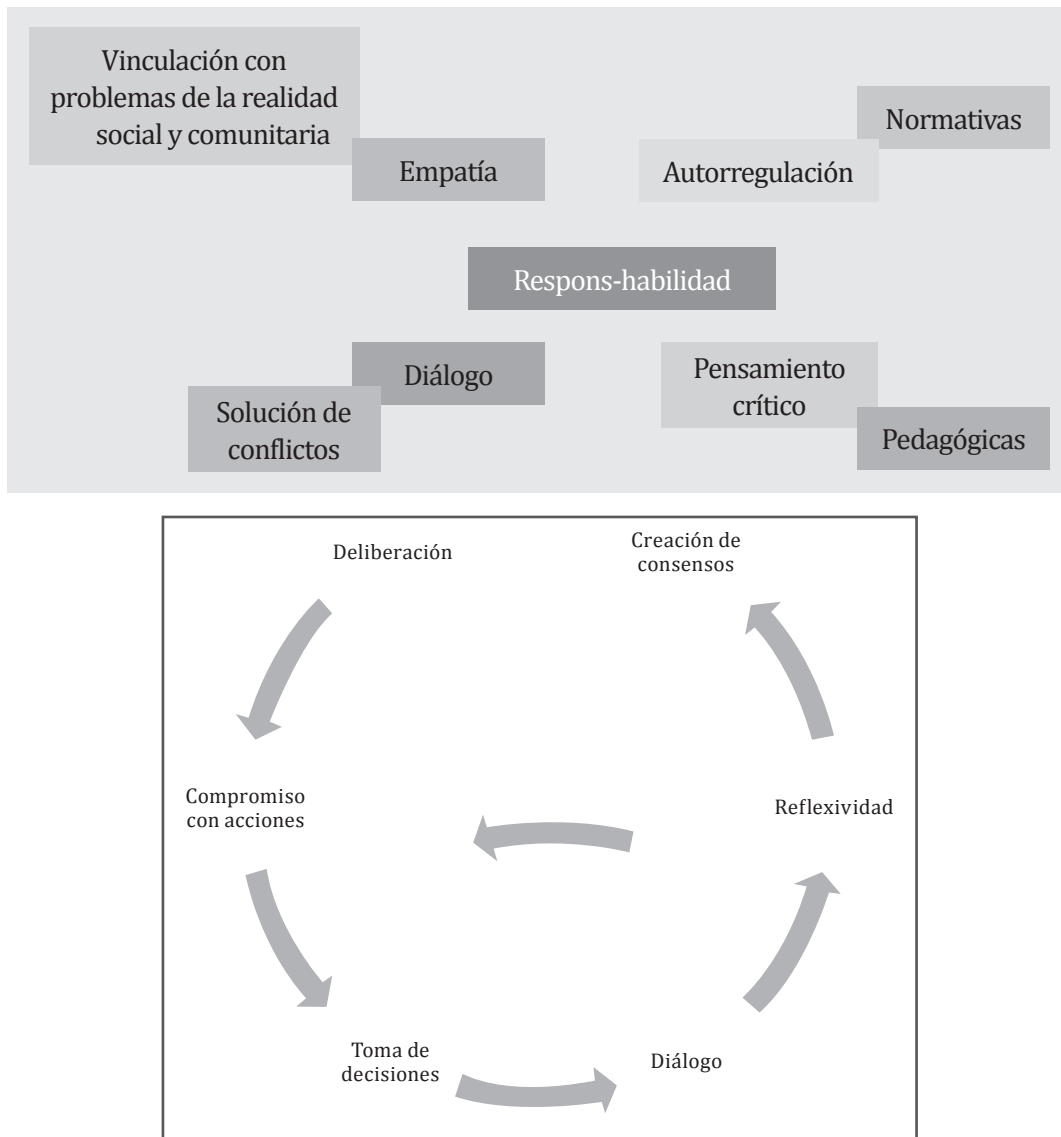 Vinculación con
problemas de la realidad
social y comunitaria
Normativas
Empatía
Autorregulación
Respons-habilidad
Diálogo
Pensamiento
crítico
Solución de
conflictos
Pedagógicas
Deliberación
Creación de
consensos
Compromiso
con acciones
Reflexividad
Toma de
decisiones
Diálogo